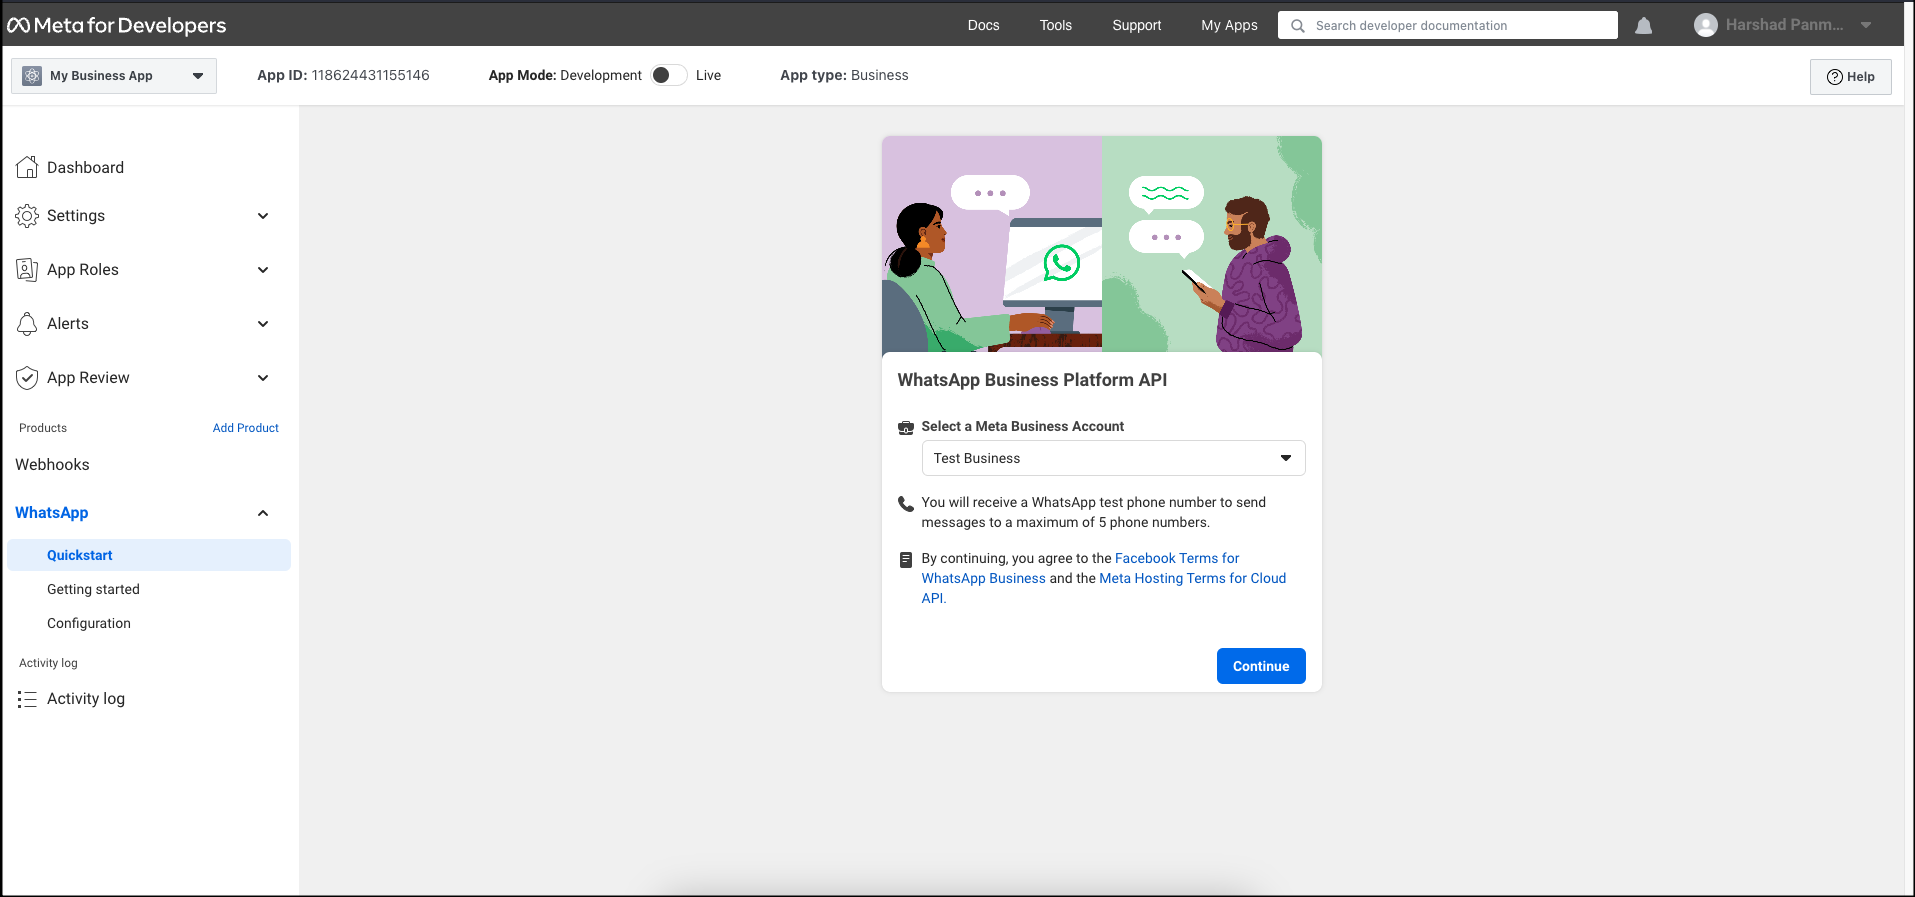 Meta for Developers
Docs
Tools
Support
My Apps
Search developer documentation
Harshad Panm...
My Business App
App ID: 118624431155146
App Mode: Development
Live
App type: Business
Help
Dashboard
Settings
App Roles
Alerts
App Review
Products
Add Product
Webhooks
WhatsApp
Quickstart
Getting started
Configuration
Activity log
Activity log
WhatsApp Business Platform API
Select a Meta Business Account
Test Business
You will receive a WhatsApp test phone number to send
messages to a maximum of 5 phone numbers.
By continuing, you agree to the Facebook Terms for
WhatsApp Business and the Meta Hosting Terms for Cloud
API.
Continue